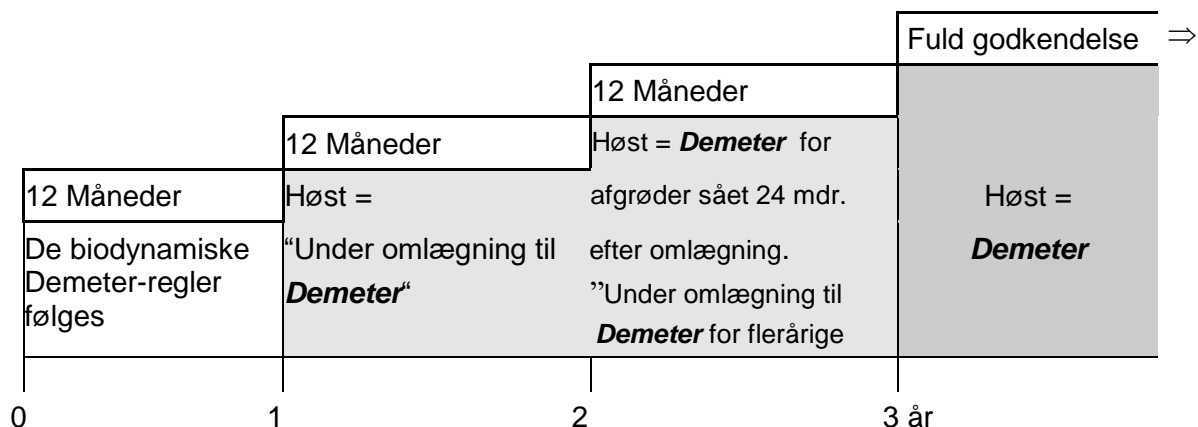 Fuld godkendelse ⇒
12 Måneder
12 Måneder
12 Måneder
De biodynamiske
Demeter-regler
følges
Høst =
“Under omlægning til
Demeter“
Høst = Demeter for
afgrøder sået 24 mdr.
efter omlægning.
”Under omlægning til
Demeter for flerårige
Høst =
Demeter
0 1 2 3 år